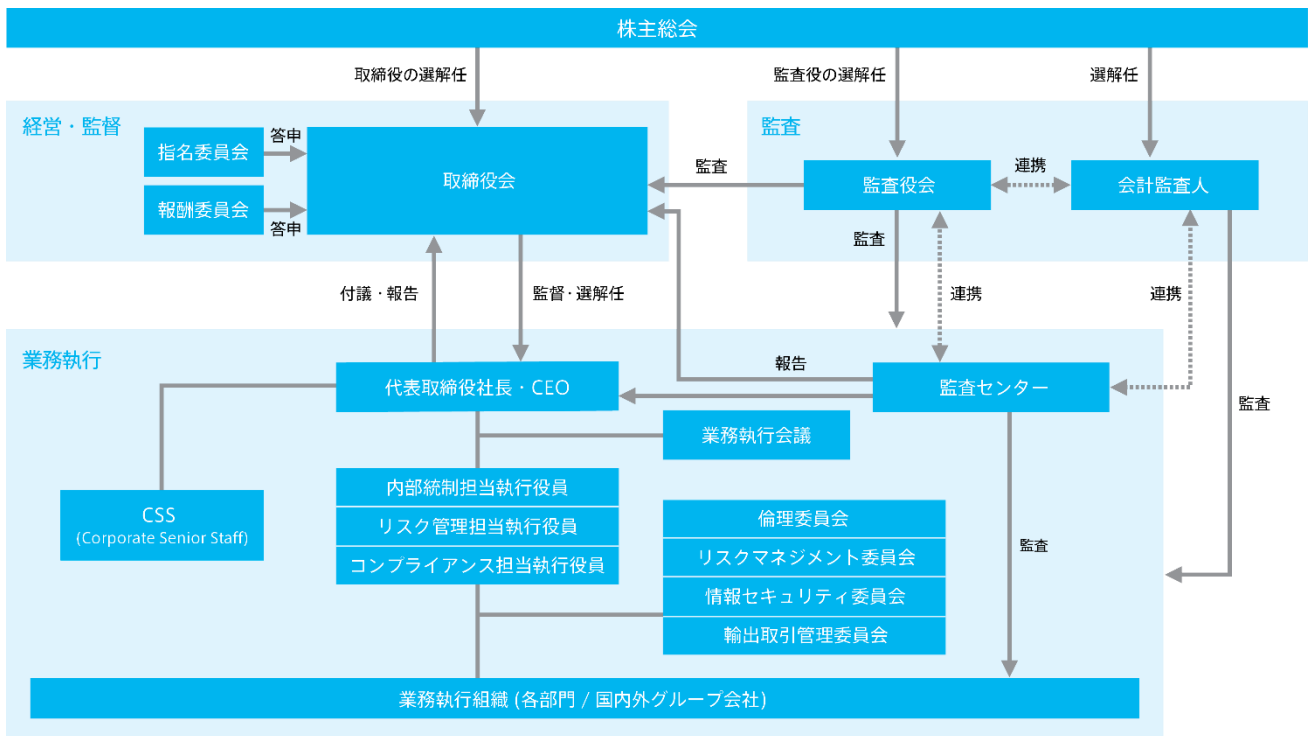 株主総会
取締役の選解任
監査役の選解任
選解任
経営・監督
監査
指名委員会
答申
取締役会
報酬委員会
答申
監査
監査役会
連携
会計監査人
監査
付議・報告
監督・選解任
連携
連携
業務執行
代表取締役社長・CEO
報告
監査センター
監査
業務執行会議
CSS
(Corporate Senior Staff)
内部統制担当執行役員
リスク管理担当執行役員
コンプライアンス担当執行役員
倫理委員会
リスクマネジメント委員会
情報セキュリティ委員会
輸出取引管理委員会
監査
業務執行組織 (各部門 / 国内外グループ会社)